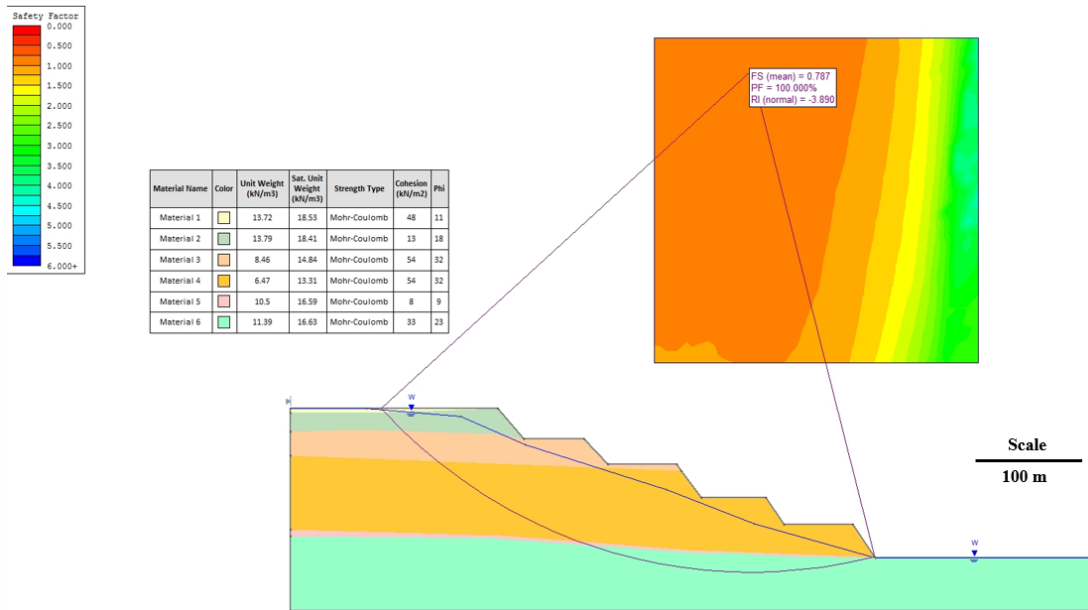 Safety Factor
0.000
0.500
1.000
1.500
2.000
2.500
3.000
3.500
4.000
4.500
5.000
5.500
6.000+
FS (mean) = 0.787
PF = 100.000%
RI (normal) = -3.890
Material Name Color Unit Weight (kN/m3) Sat. Unit Weight (kN/m3) Strength Type Cohesion (kN/m2) Phi
Material 1 13.72 18.53 Mohr-Coulomb 48 11
Material 2 13.79 18.41 Mohr-Coulomb 13 18
Material 3 8.46 14.84 Mohr-Coulomb 54 32
Material 4 6.47 13.31 Mohr-Coulomb 54 32
Material 5 10.5 16.59 Mohr-Coulomb 8 9
Material 6 11.39 16.63 Mohr-Coulomb 33 23
W
Scale
100 m
W